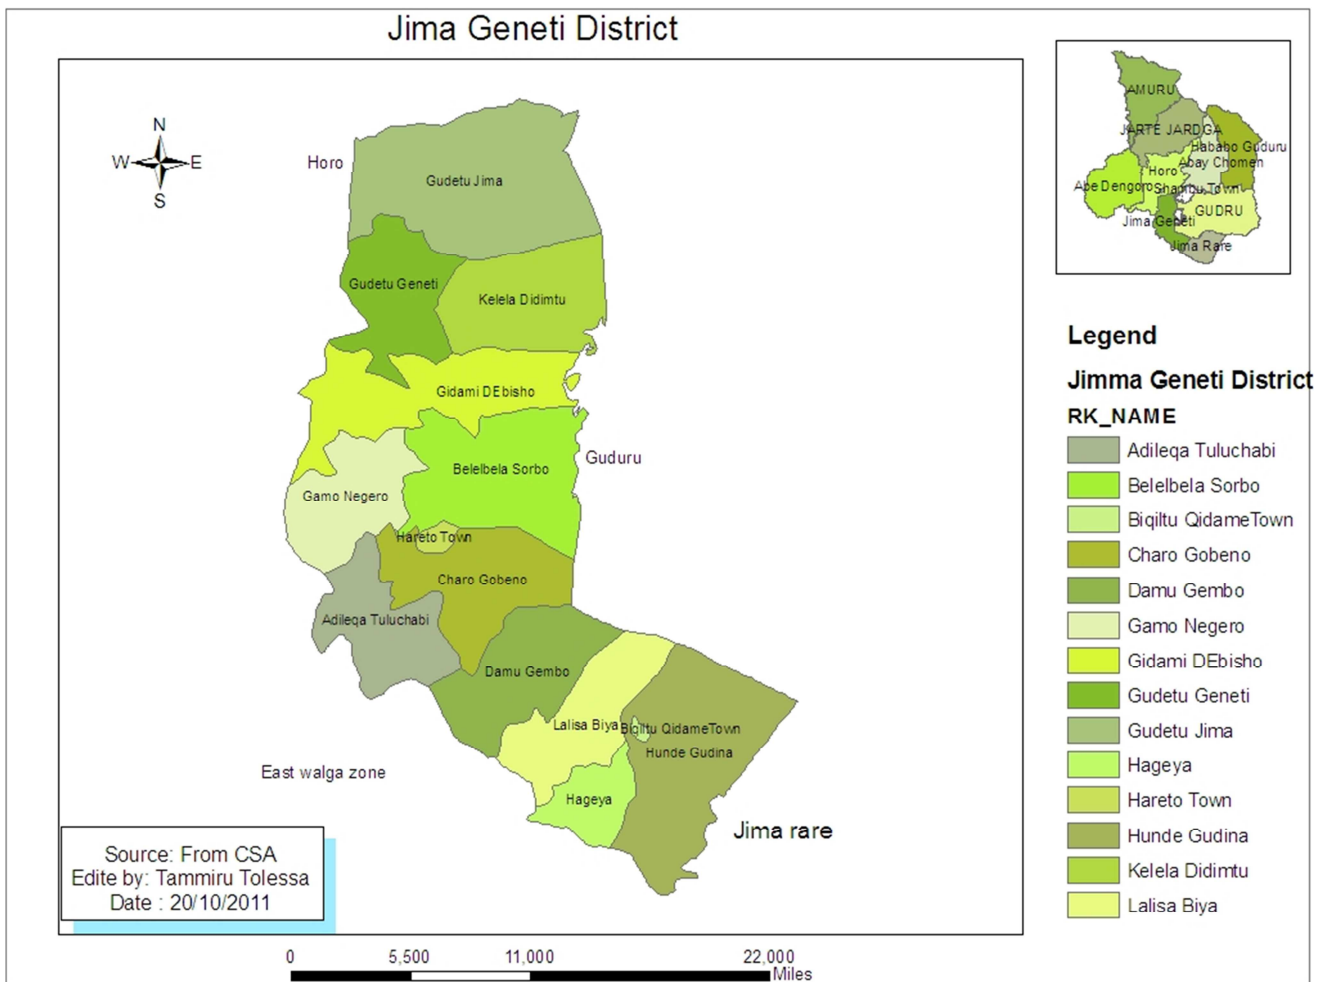 Jima Geneti District
N
W E
S
Horo
Gudetu Jima
Gudetu Geneti
Kelela Didimtu
Gidami DEbisho
Belelbela Sorbo
Guduru
Gamo Negero
Hareto Town
Charo Gobeno
Adileqa Tuluchabi
Damu Gembo
Lalisa Biya
Biqiltu QidameTown
Hunde Gudina
East walga zone
Hageya
Jima rare
Source: From CSA
Edite by: Tammiru Tolessa
Date : 20/10/2011
0 5,500 11,000 22,000
Miles
AMURU
JARTE JARDGA
Hababo Guduru
Abay Chomen
Horo
Abe Dengoro
Shambu Town
GUDRU
Jima Geneti
Jima Rare
Legend
Jimma Geneti District
RK_NAME
Adileqa Tuluchabi
Belelbela Sorbo
Biqiltu QidameTown
Charo Gobeno
Damu Gembo
Gamo Negero
Gidami DEbisho
Gudetu Geneti
Gudetu Jima
Hageya
Hareto Town
Hunde Gudina
Kelela Didimtu
Lalisa Biya